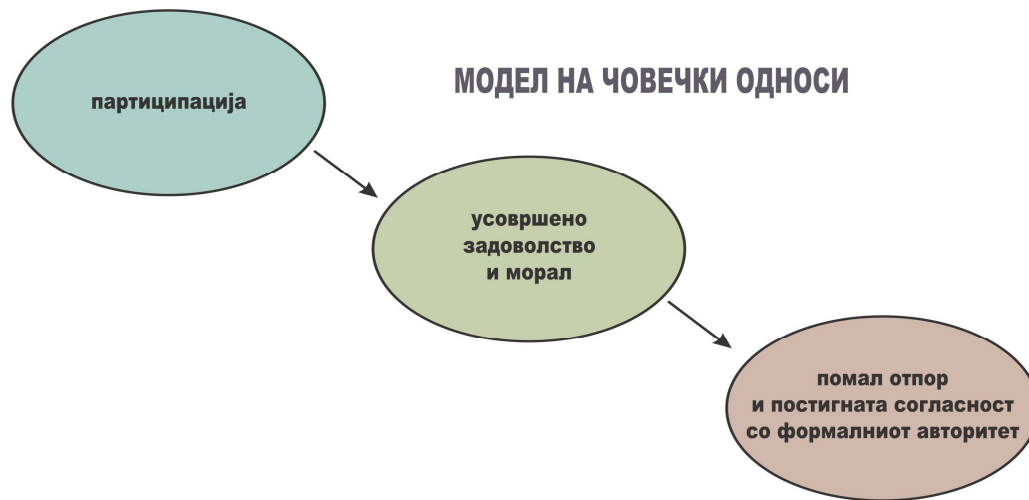 МОДЕЛ НА ЧОВЕЧКИ ОДНОСИ
партиципација
усовршено
задоволство
и морал
помал отпор
и постигната согласност
со формалниот авторитет